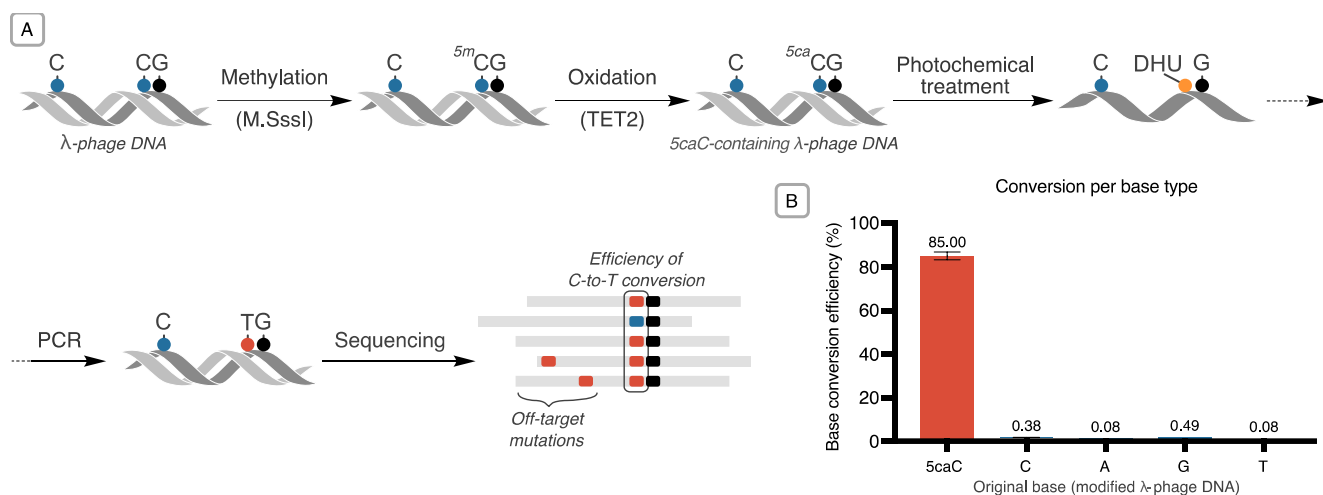 A
C CG
Methylation
(M.SssI)
λ-phage DNA
C 5mCG
Oxidation
(TET2)
C 5caCG
5caC-containing λ-phage DNA
Photochemical
treatment
C DHU G
PCR
C TG
Sequencing
Efficiency of
C-to-T conversion
Off-target
mutations
B
Conversion per base type
Base conversion efficiency (%)
100
80
60
40
20
0
85.00
0.38
0.08
0.49
0.08
5caC
C
A
G
T
Original base (modified λ-phage DNA)